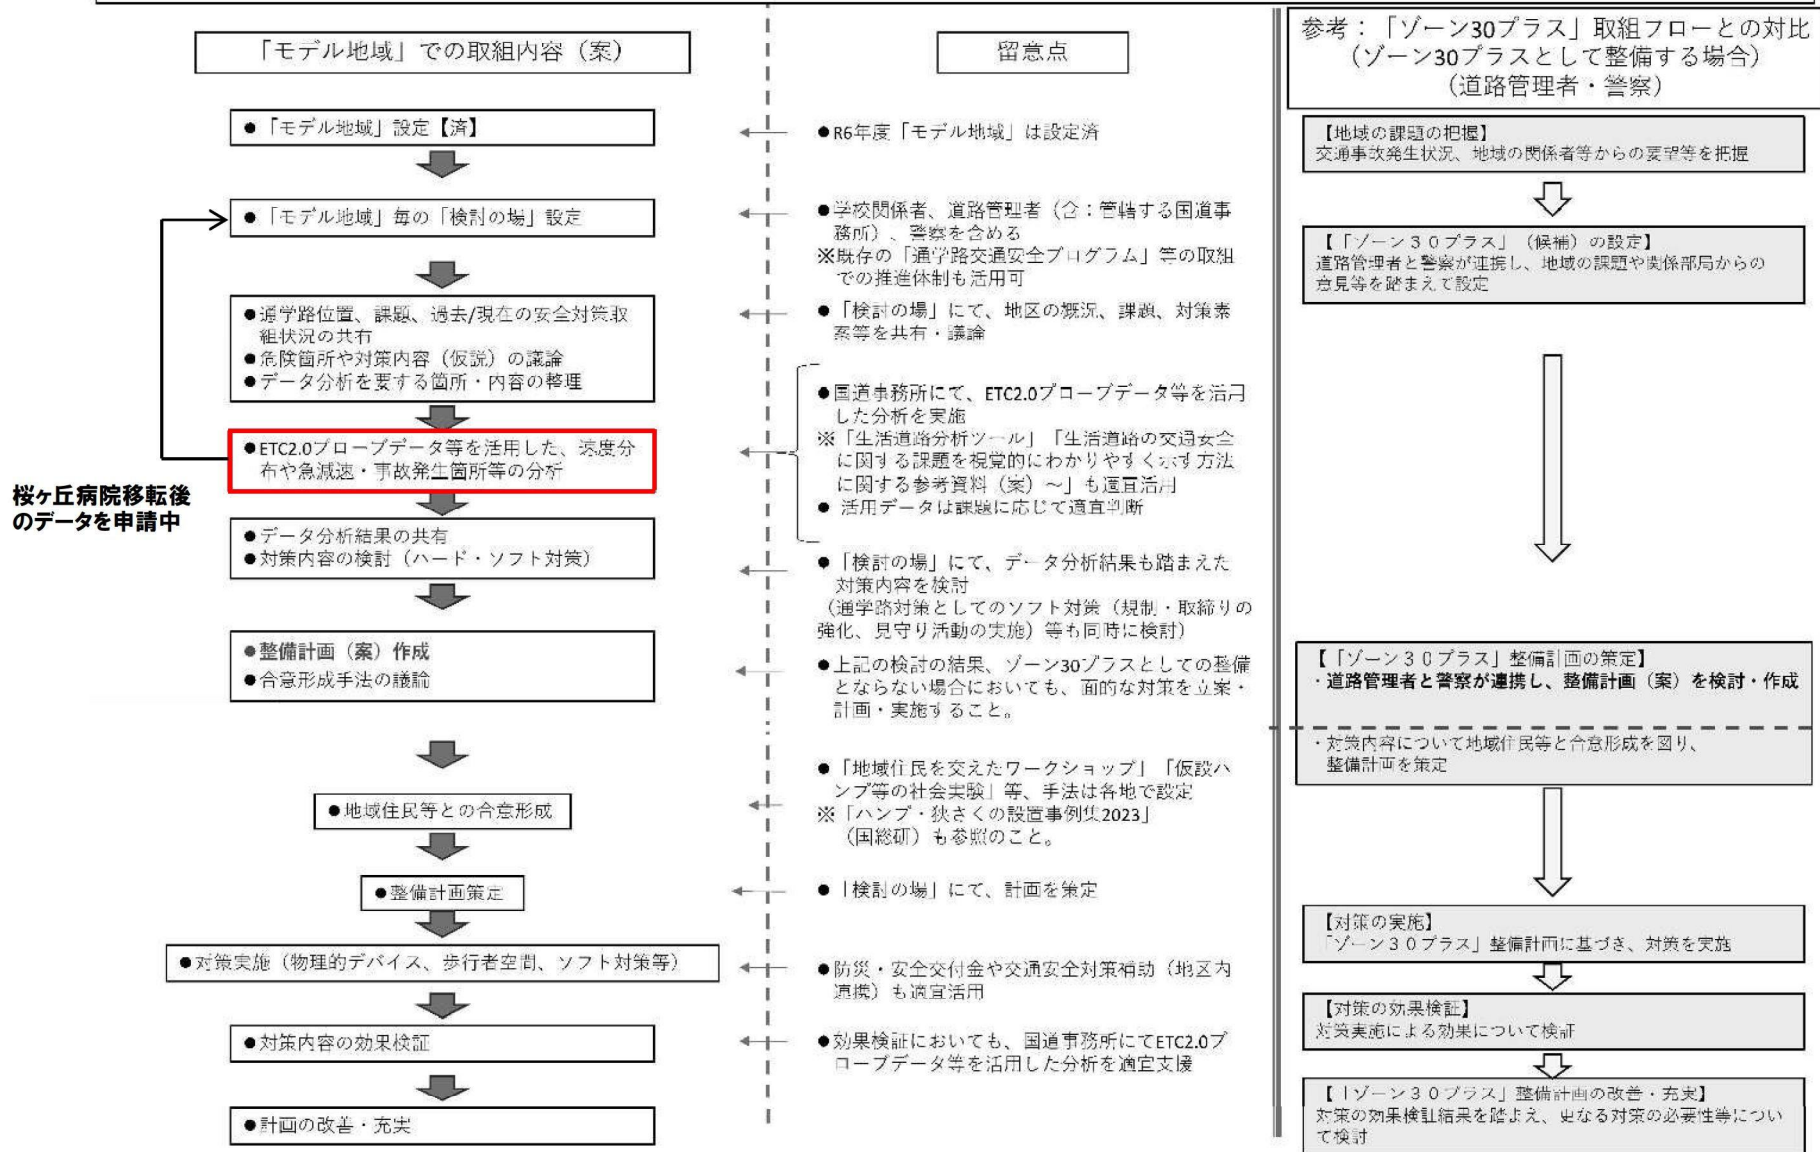 「モデル地域」での取組内容（案）
●「モデル地域」設定【済】
●「モデル地域」毎の「検討の場」設定
●通学路位置、課題、過去/現在の安全対策取
組状況の共有
●危険箇所や対策内容（仮説）の議論
●データ分析を要する箇所・内容の整理
●ETC2.0プローブデータ等を活用した、速度分
布や急減速・事故発生箇所等の分析
桜ヶ丘病院移転後
のデータを申請中
●データ分析結果の共有
●対策内容の検討（ハード・ソフト対策）
●整備計画（案）作成
●合意形成手法の議論
●地域住民等との合意形成
●整備計画策定
●対策実施（物理的デバイス、歩行者空間、ソフト対策等）
●対策内容の効果検証
●計画の改善・充実
留意点
●R6年度「モデル地域」は設定済
●学校関係者、道路管理者（含：管轄する国道事
務所）、警察を含める
※既存の「通学路交通安全プログラム」等の取組
での推進体制も活用可
●「検討の場」にて、地区の概況、課題、対策素
案等を共有・議論
●国道事務所にて、ETC2.0プローブデータ等を活用
した分析を実施
※「生活道路分析ツール」「生活道路の交通安全
に関する課題を視覚的にわかりやすく示す方法
に関する参考資料（案）～」も適宜活用
● 活用データは課題に応じて適宜判断
●「検討の場」にて、データ分析結果も踏まえた
対策内容を検討
（通学路対策としてのソフト対策（規制・取締りの
強化、見守り活動の実施）等も同時に検討）
●上記の検討の結果、ゾーン30プラスとしての整備
とならない場合においても、面的な対策を立案・
計画・実施すること。
●「地域住民を交えたワークショップ」「仮設ハ
ンプ等の社会実験」等、手法は各地で設定
※「ハンプ・狭さくの設置事例集2023」
（国総研）も参照のこと。
●「検討の場」にて、計画を策定
●防災・安全交付金や交通安全対策補助（地区内
連携）も適宜活用
●効果検証においても、国道事務所にてETC2.0プ
ローブデータ等を活用した分析を適宜支援
参考：「ゾーン30プラス」取組フローとの対比
（ゾーン30プラスとして整備する場合）
（道路管理者・警察）
【地域の課題の把握】
交通事故発生状況、地域の関係者等からの要望等を把握
【「ゾーン３０プラス」（候補）の設定】
道路管理者と警察が連携し、地域の課題や関係部局からの
意見等を踏まえて設定
【「ゾーン３０プラス」整備計画の策定】
・道路管理者と警察が連携し、整備計画（案）を検討・作成
・対策内容について地域住民等と合意形成を図り、
整備計画を策定
【対策の実施】
「ゾーン３０プラス」整備計画に基づき、対策を実施
【対策の効果検証】
対策実施による効果について検証
【「ゾーン３０プラス」整備計画の改善・充実】
対策の効果検証結果を踏まえ、更なる対策の必要性等につい
て検討